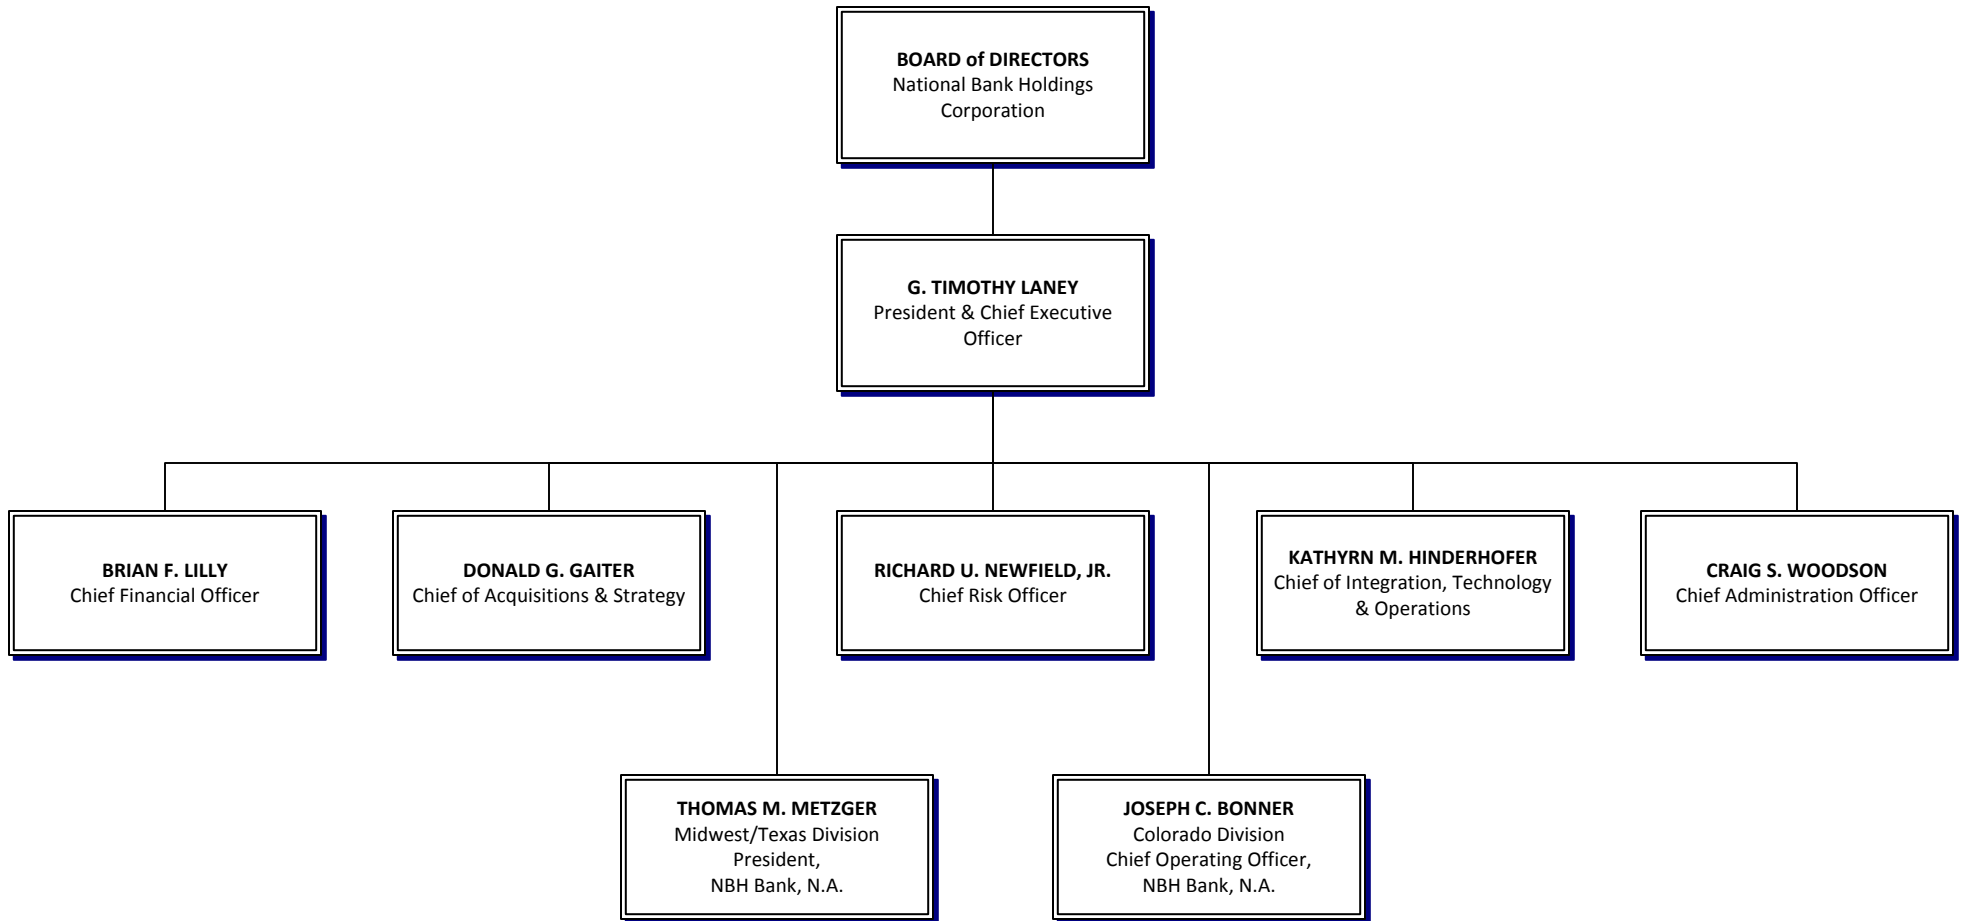 BOARD of DIRECTORS
National Bank Holdings
Corporation
G. TIMOTHY LANEY
President & Chief Executive
Officer
BRIAN F. LILLY
Chief Financial Officer
DONALD G. GAITER
Chief of Acquisitions & Strategy
RICHARD U. NEWFIELD, JR.
Chief Risk Officer
KATHYRN M. HINDERHOFER
Chief of Integration, Technology
& Operations
CRAIG S. WOODSON
Chief Administration Officer
THOMAS M. METZGER
Midwest/Texas Division
President,
NBH Bank, N.A.
JOSEPH C. BONNER
Colorado Division
Chief Operating Officer,
NBH Bank, N.A.